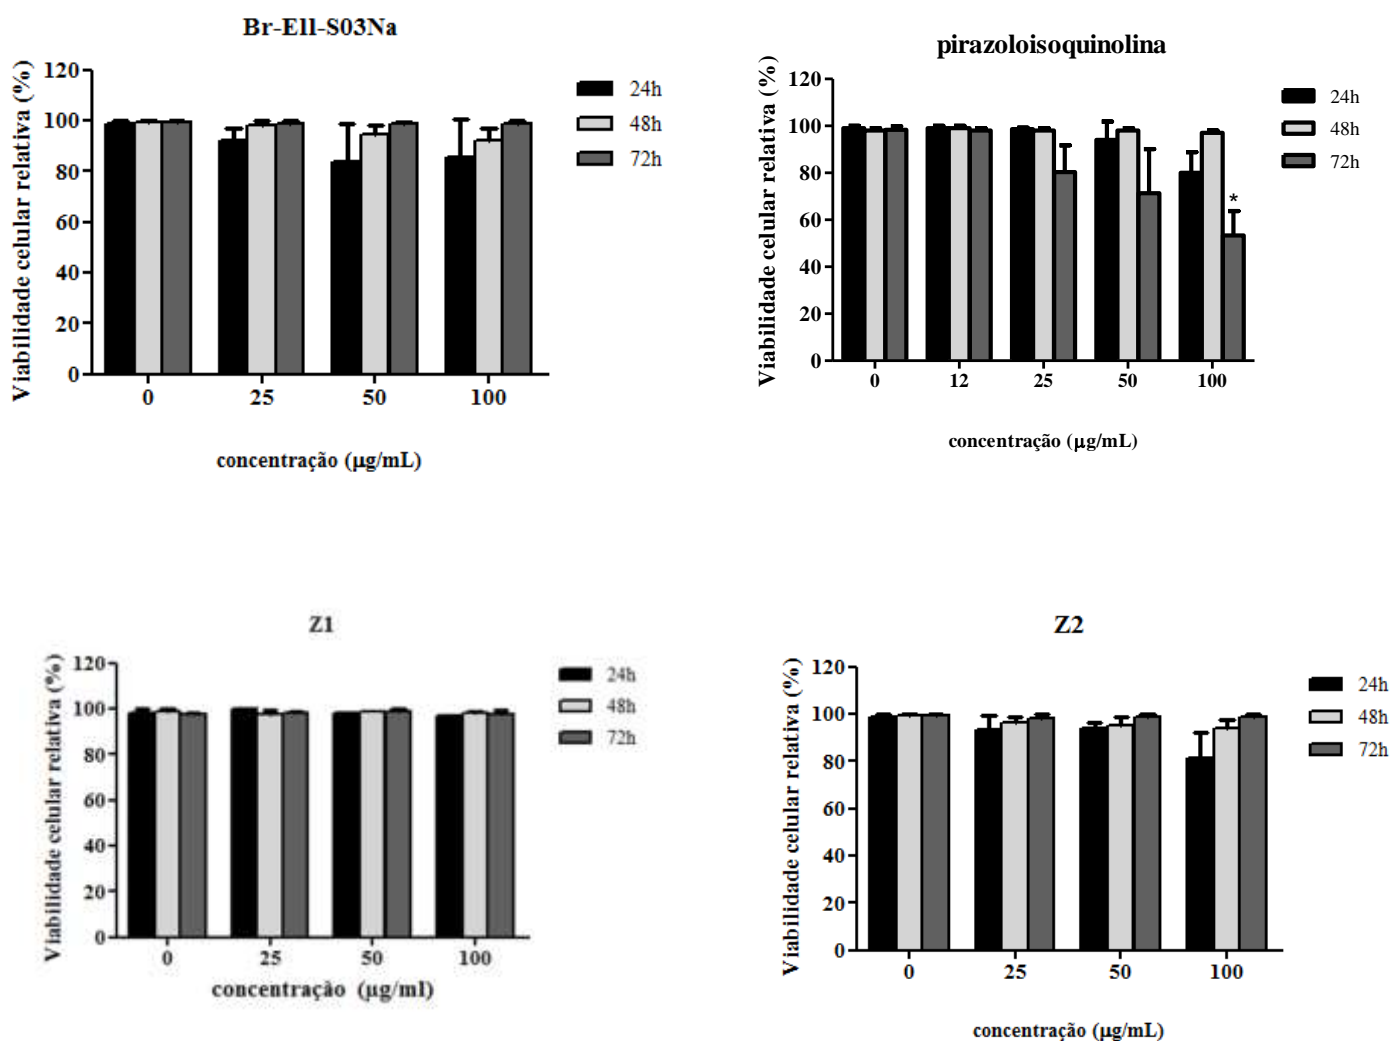 Br-Ell-S03Na
Viabilidade celular relativa (%)
120
100
80
60
40
20
0
0 25 50 100
concentração (µg/mL)
24h
48h
72h
pirazoloisoquinolina
Viabilidade celular relativa (%)
120
100
80
60
40
20
0
*
0 12 25 50 100
concentração (µg/mL)
24h
48h
72h
Z1
Viabilidade celular relativa (%)
120
100
80
60
40
20
0
0 25 50 100
concentração (µg/ml)
24h
48h
72h
Z2
Viabilidade celular relativa (%)
120
100
80
60
40
20
0
0 25 50 100
concentração (µg/mL)
24h
48h
72h